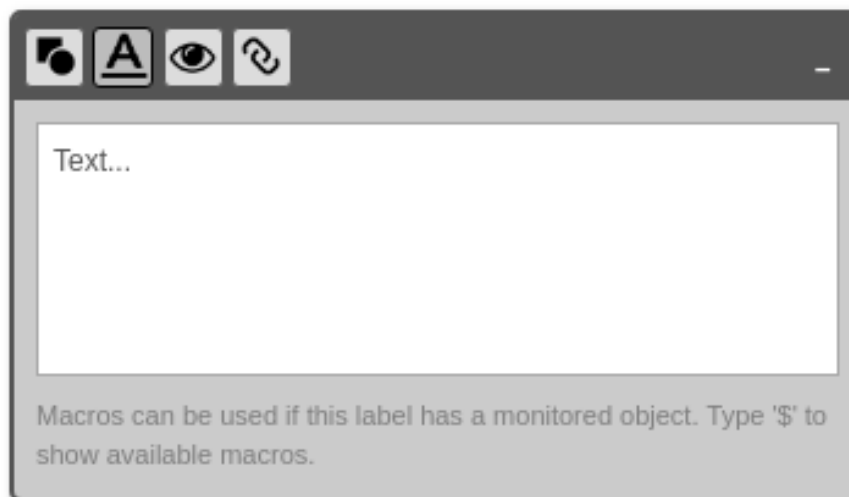 A
Text...
Macros can be used if this label has a monitored object. Type '$' to
show available macros.